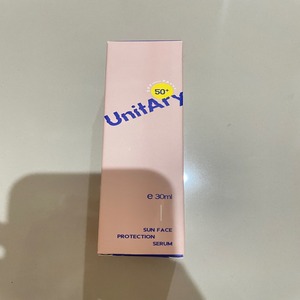 50+
UnitAry
e 30ml
SUN FACE
PROTECTION
SERUM